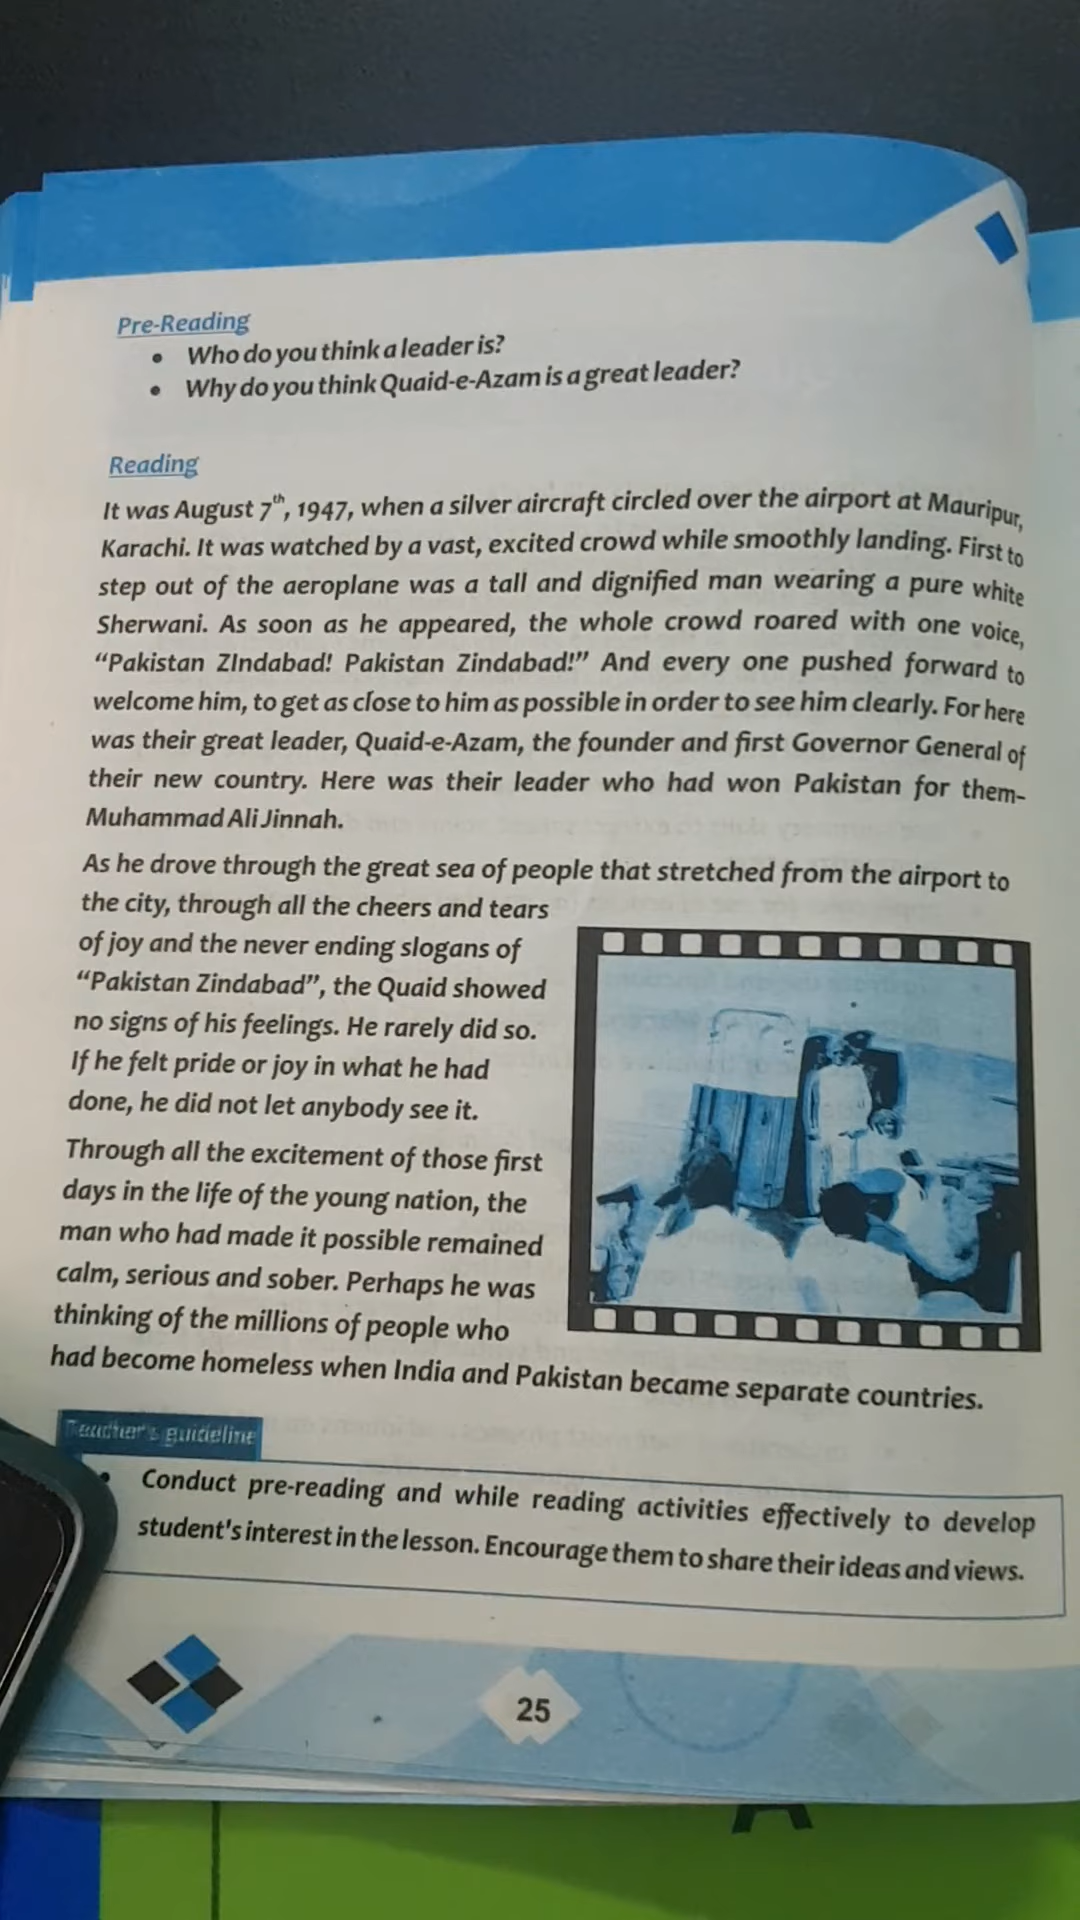 Pre-Reading
• Who do you think a leader is?
• Why do you think Quaid-e-Azam is a great leader?
Reading
It was August 7th, 1947, when a silver aircraft circled over the airport at Mauripur,
Karachi. It was watched by a vast, excited crowd while smoothly landing. First to
step out of the aeroplane was a tall and dignified man wearing a pure white
Sherwani. As soon as he appeared, the whole crowd roared with one voice,
“Pakistan ZIndabad! Pakistan Zindabad!” And every one pushed forward to
welcome him, to get as close to him as possible in order to see him clearly. For here
was their great leader, Quaid-e-Azam, the founder and first Governor General of
their new country. Here was their leader who had won Pakistan for them-
Muhammad Ali Jinnah.
As he drove through the great sea of people that stretched from the airport to
the city, through all the cheers and tears
of joy and the never ending slogans of
“Pakistan Zindabad”, the Quaid showed
no signs of his feelings. He rarely did so.
If he felt pride or joy in what he had
done, he did not let anybody see it.
Through all the excitement of those first
days in the life of the young nation, the
man who had made it possible remained
calm, serious and sober. Perhaps he was
thinking of the millions of people who
had become homeless when India and Pakistan became separate countries.
Teacher's guideline
• Conduct pre-reading and while reading activities effectively to develop
student's interest in the lesson. Encourage them to share their ideas and views.
25
A